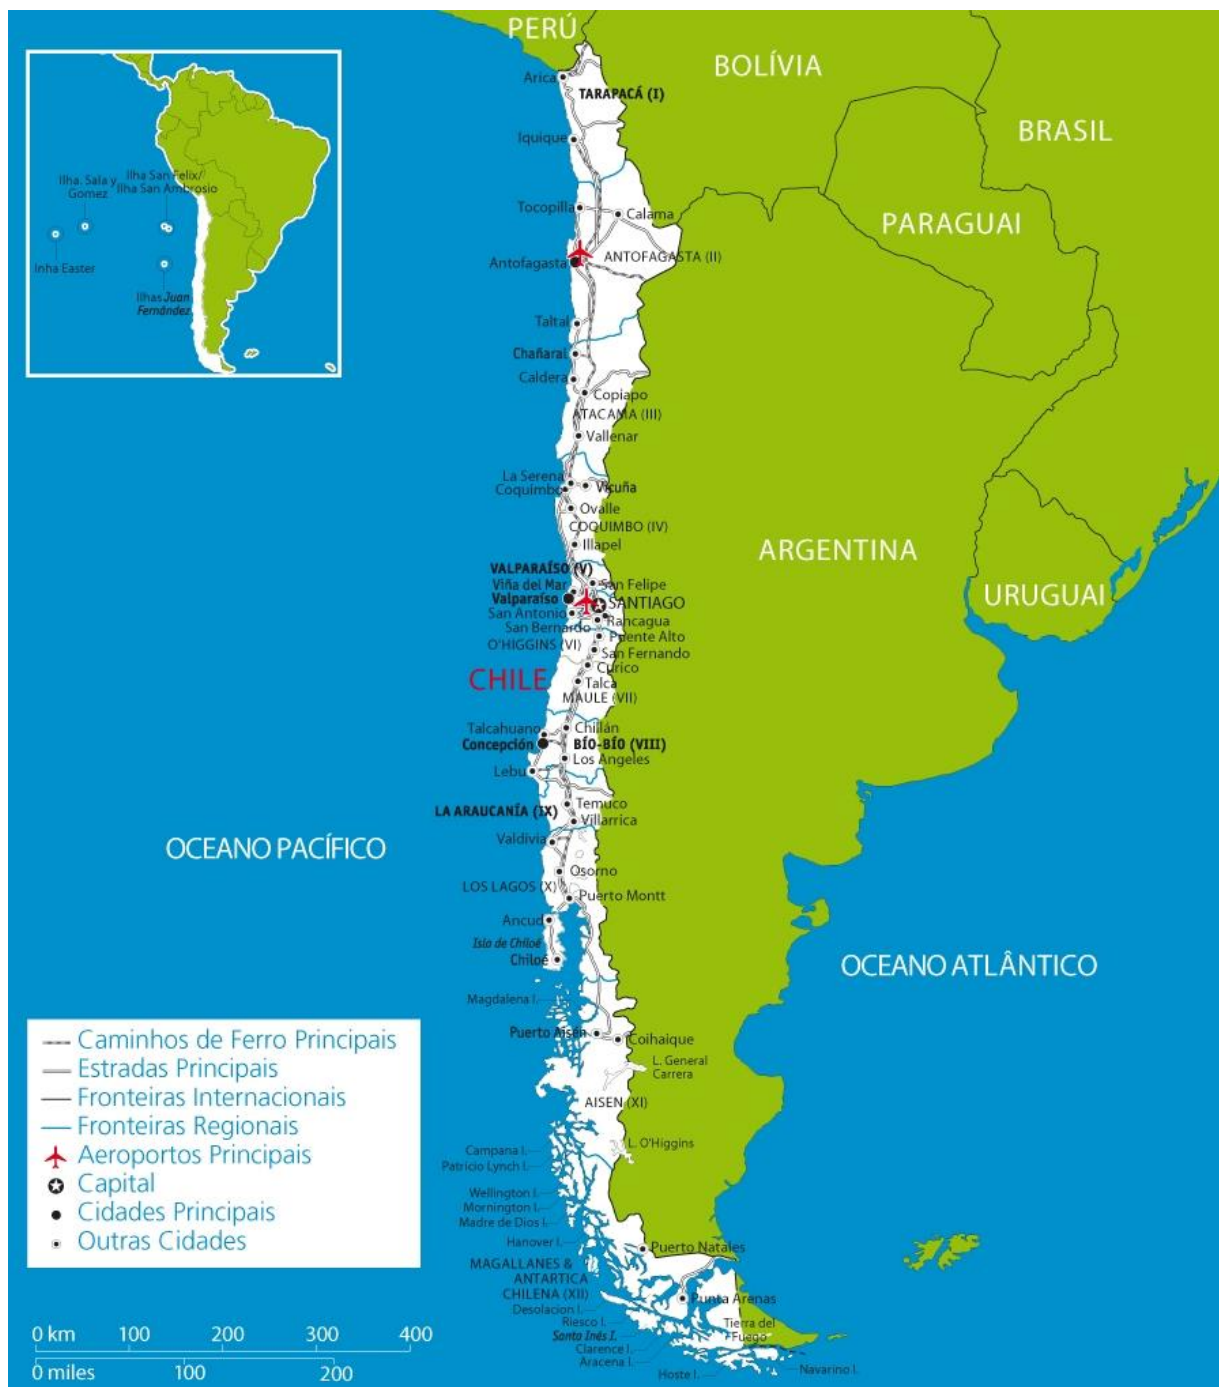 PERÚ
BOLÍVIA
BRASIL
PARAGUAI
ARGENTINA
URUGUAI
CHILE
OCEANO PACÍFICO
OCEANO ATLÂNTICO
Ilha. Sala y
Gomez
Ilha San Felix/
Ilha San Ambrosio
Inha Easter
Ilhas Juan
Fernández
Arica
TARAPACÁ (I)
Iquique
Tocopilla
Calama
ANTOFAGASTA (II)
Antofagasta
Taltal
Chañaral
Caldera
Copiapo
ATACAMA (III)
Vallenar
La Serena
Coquimbo
Vicuña
Ovalle
COQUIMBO (IV)
Illapel
VALPARAÍSO (V)
Viña del Mar
San Felipe
Valparaíso
SANTIAGO
San Antonio
Rancagua
San Bernardo
Puente Alto
O'HIGGINS (VI)
San Fernando
Curico
Talca
MAULE (VII)
Talcahuano
Chillán
Concepción
BÍO-BÍO (VIII)
Los Angeles
Lebu
Temuco
LA ARAUCANÍA (IX)
Villarrica
Valdivia
Osorno
LOS LAGOS (X)
Puerto Montt
Ancud
Isla de Chiloé
Chiloé
Magdalena I.
Puerto Aisén
Coihaique
L. General
Carrera
AISEN (XI)
L. O'Higgins
Campana I.
Patricio Lynch I.
Wellington I.
Mornington I.
Madre de Dios I.
Hanover I.
Puerto Natales
MAGALLANES &
ANTARTICA
CHILENA (XII)
Punta Arenas
Desolacion I.
Riesco I.
Tierra del
Fuego
Santa Inés I.
Clarence I.
Aracena I.
Hoste I.
Navarino I.
Caminhos de Ferro Principais
Estradas Principais
Fronteiras Internacionais
Fronteiras Regionais
Aeroportos Principais
Capital
Cidades Principais
Outras Cidades
0 km 100 200 300 400
0 miles 100 200